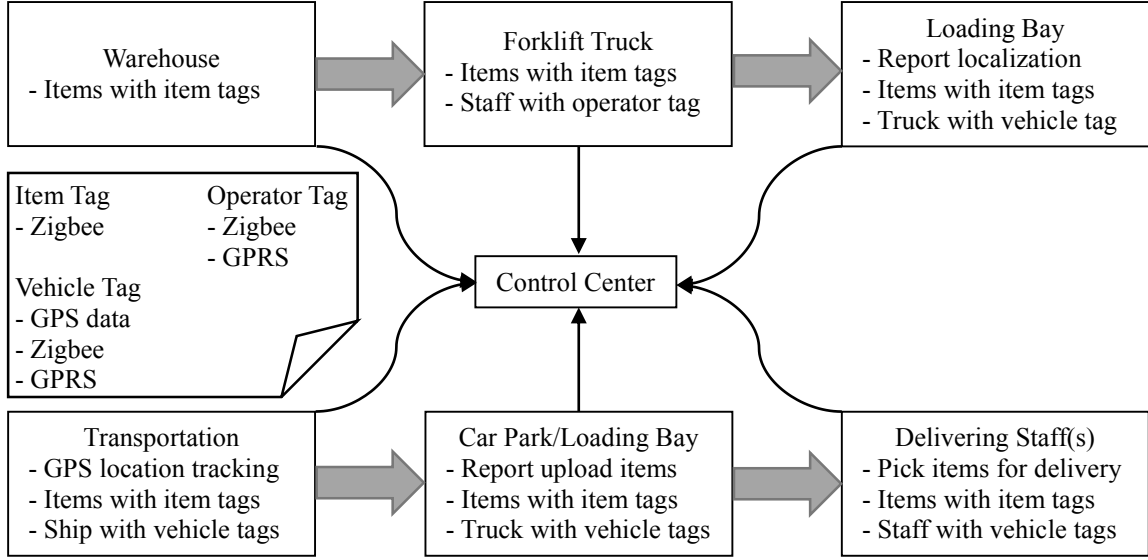 Warehouse
- Items with item tags
Forklift Truck
- Items with item tags
- Staff with operator tag
Loading Bay
- Report localization
- Items with item tags
- Truck with vehicle tag
Item Tag
- Zigbee
Operator Tag
- Zigbee
- GPRS
Vehicle Tag
- GPS data
- Zigbee
- GPRS
Control Center
Transportation
- GPS location tracking
- Items with item tags
- Ship with vehicle tags
Car Park/Loading Bay
- Report upload items
- Items with item tags
- Truck with vehicle tags
Delivering Staff(s)
- Pick items for delivery
- Items with item tags
- Staff with vehicle tags